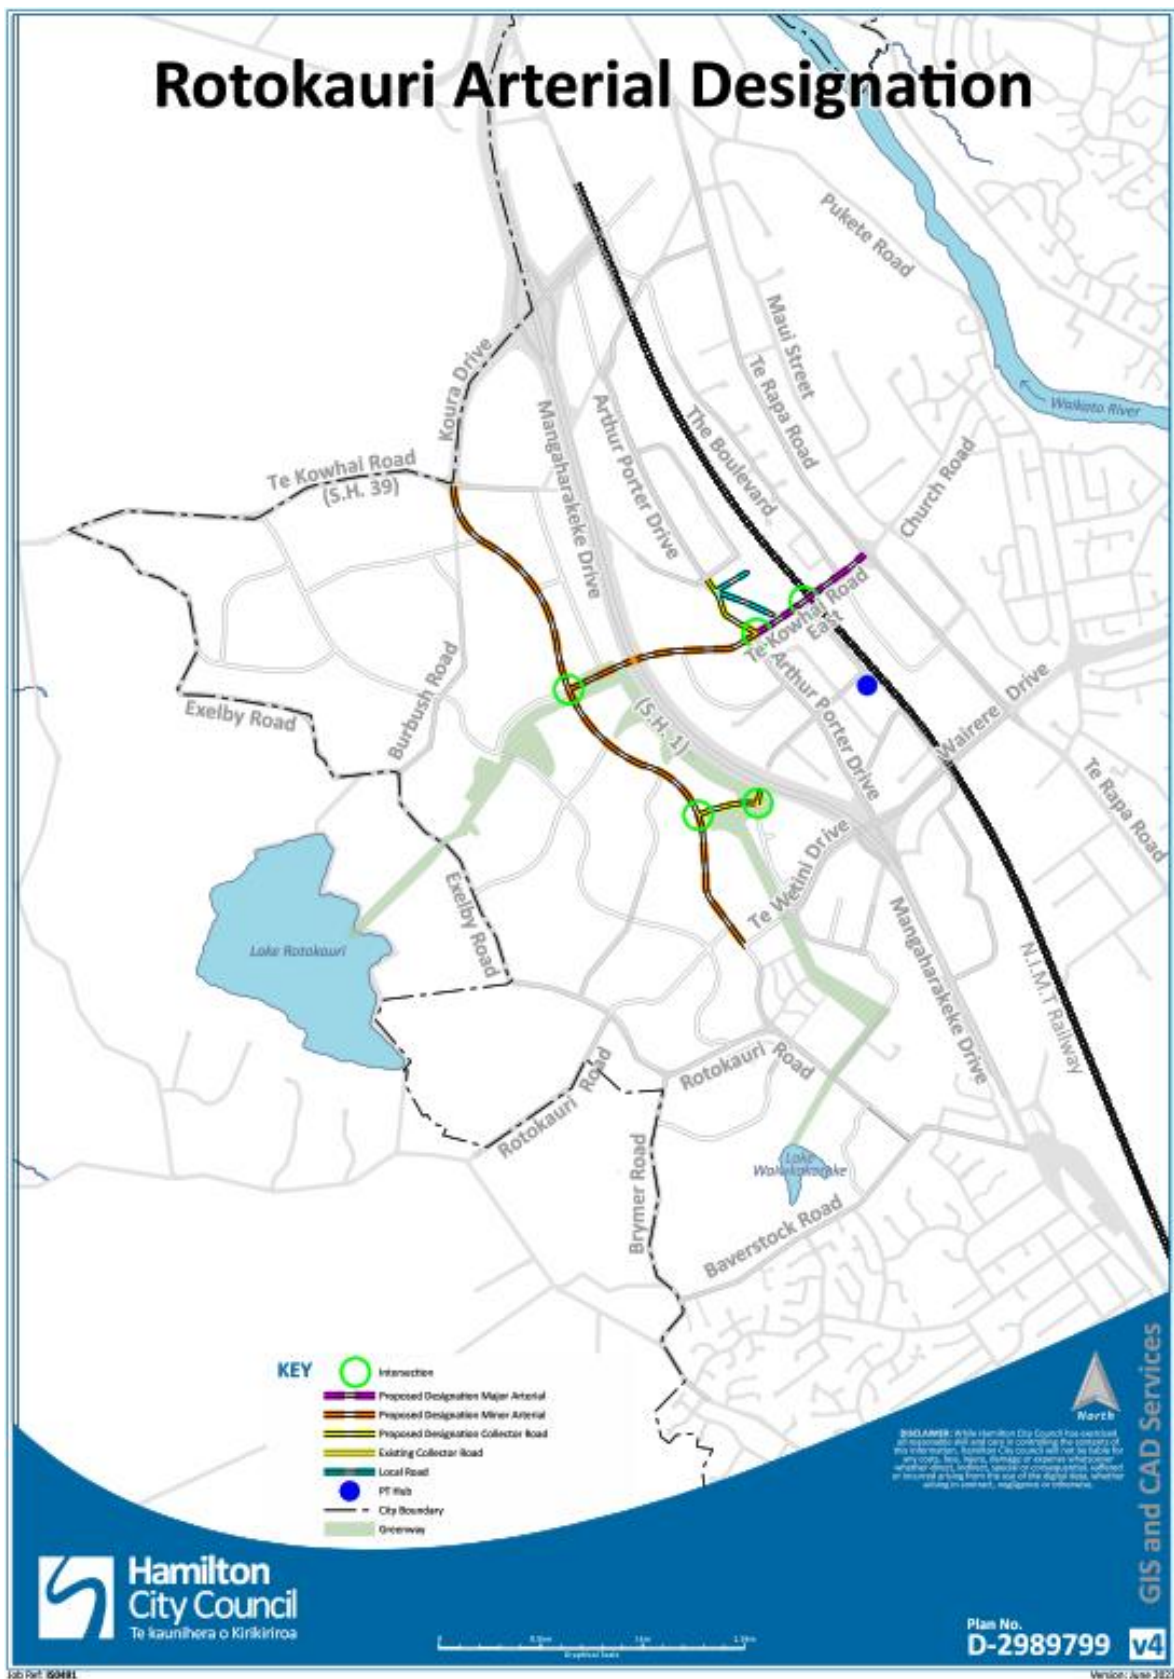 Rotokauri Arterial Designation
Pukete Road
Maui Street
Te Rapa Road
Waikato River
Koura Drive
Mangaharakeke Drive
Arthur Porter Drive
The Boulevard
Church Road
Te Kowhai Road
(S.H. 39)
Te Kowhai Road
East
Exelby Road
Burbush Road
(S.H. 1)
Arthur Porter Drive
Wairere Drive
Te Rapa Road
Te Wetini Drive
Exelby Road
Lake Rotokauri
Mangaharakeke Drive
N.I.M.T Railway
Rotokauri Road
Rotokauri Road
Brymer Road
Lake
Baverstock Road
KEY
Intersection
Proposed Designation Major Arterial
Proposed Designation Minor Arterial
Proposed Designation Collector Road
Existing Collector Road
Local Road
PT Hub
City Boundary
Greenway
North
GIS and CAD Services
Hamilton
City Council
Te kaunihera o Kirikiriroa
Graphical Scale
Plan No.
D-2989799 v4